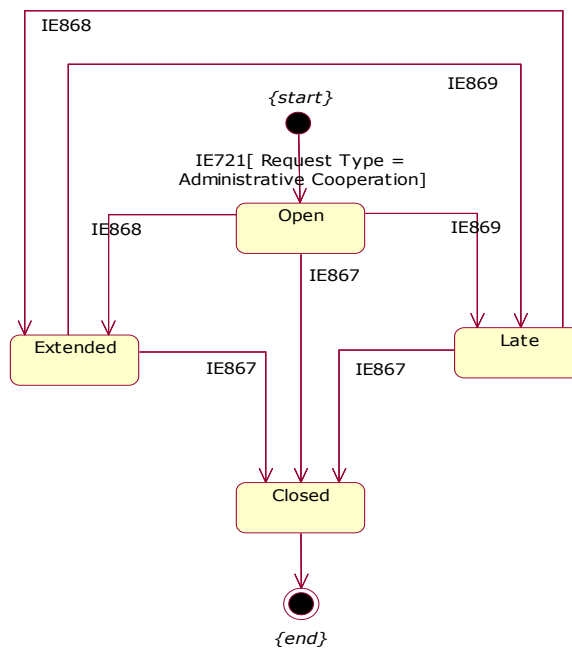 IE868
IE869
{start}
IE721[ Request Type =
Administrative Cooperation]
Open
IE868
IE869
IE867
Extended
Late
IE867
IE867
Closed
{end}